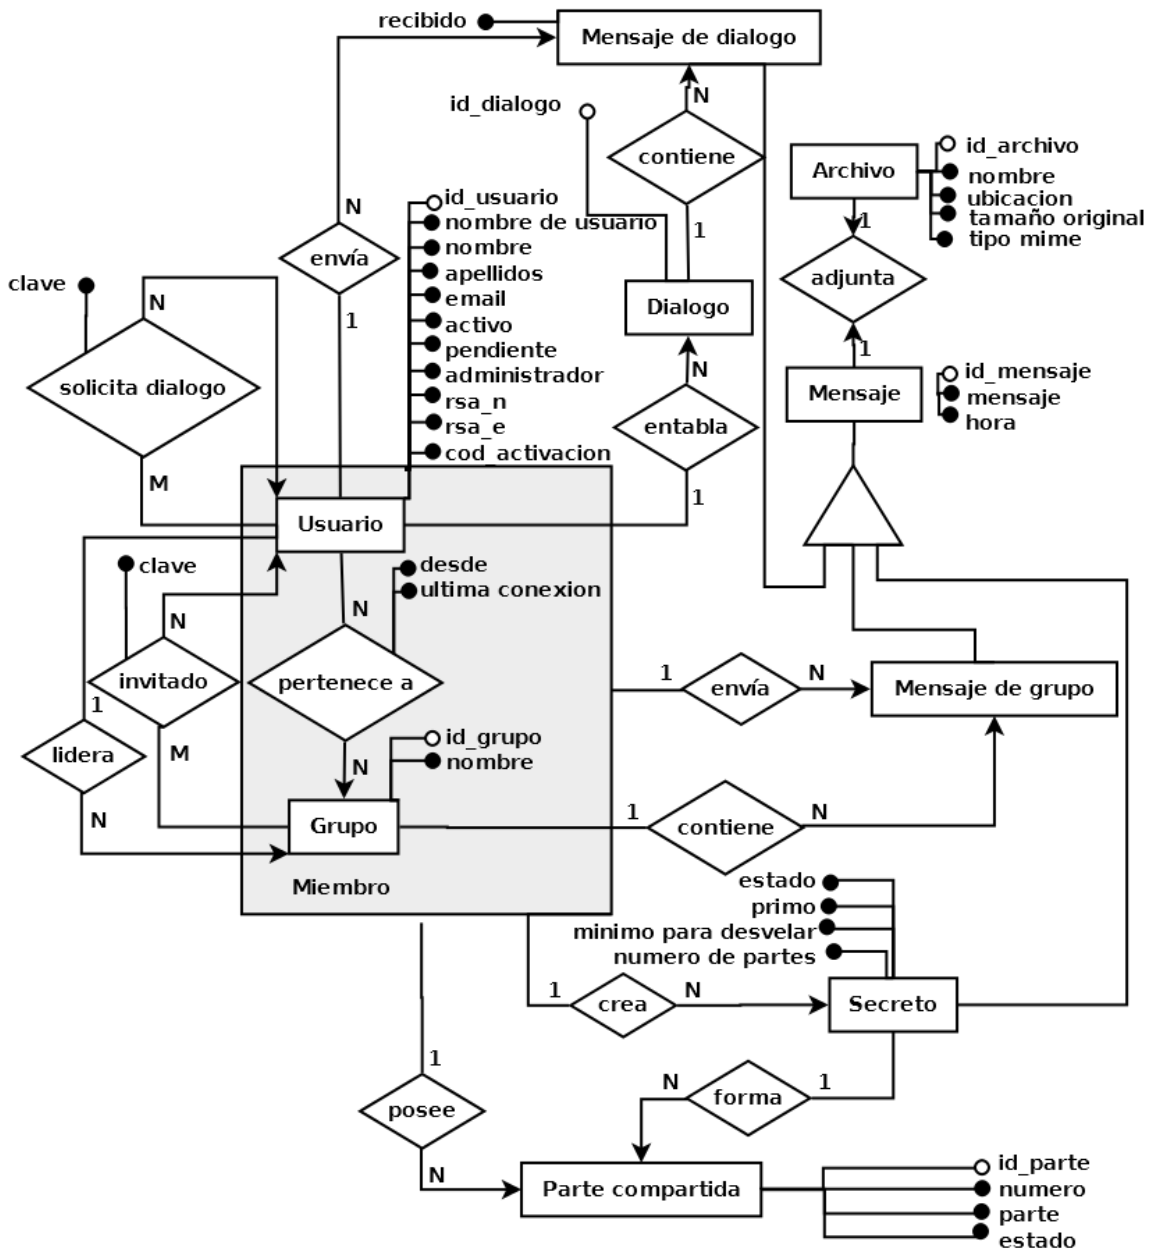 recibido
Mensaje de dialogo
id_dialogo
N
contiene
id_archivo
Archivo
nombre
ubicacion
tamaño original
tipo mime
1
id_usuario
N
nombre de usuario
1
envía
nombre
apellidos
adjunta
clave
N
email
Dialogo
1
activo
pendiente
1
solicita dialogo
administrador
N
Mensaje
id_mensaje
mensaje
hora
rsa_n
rsa_e
entabla
cod_activacion
M
1
Usuario
clave
desde
ultima conexion
N
N
invitado
pertenece a
1
envía
N
Mensaje de grupo
1
lidera
M
id_grupo
nombre
N
N
Grupo
1
contiene
N
Miembro
estado
primo
minimo para desvelar
numero de partes
1
crea
N
Secreto
1
posee
N
forma
1
N
Parte compartida
id_parte
numero
parte
estado